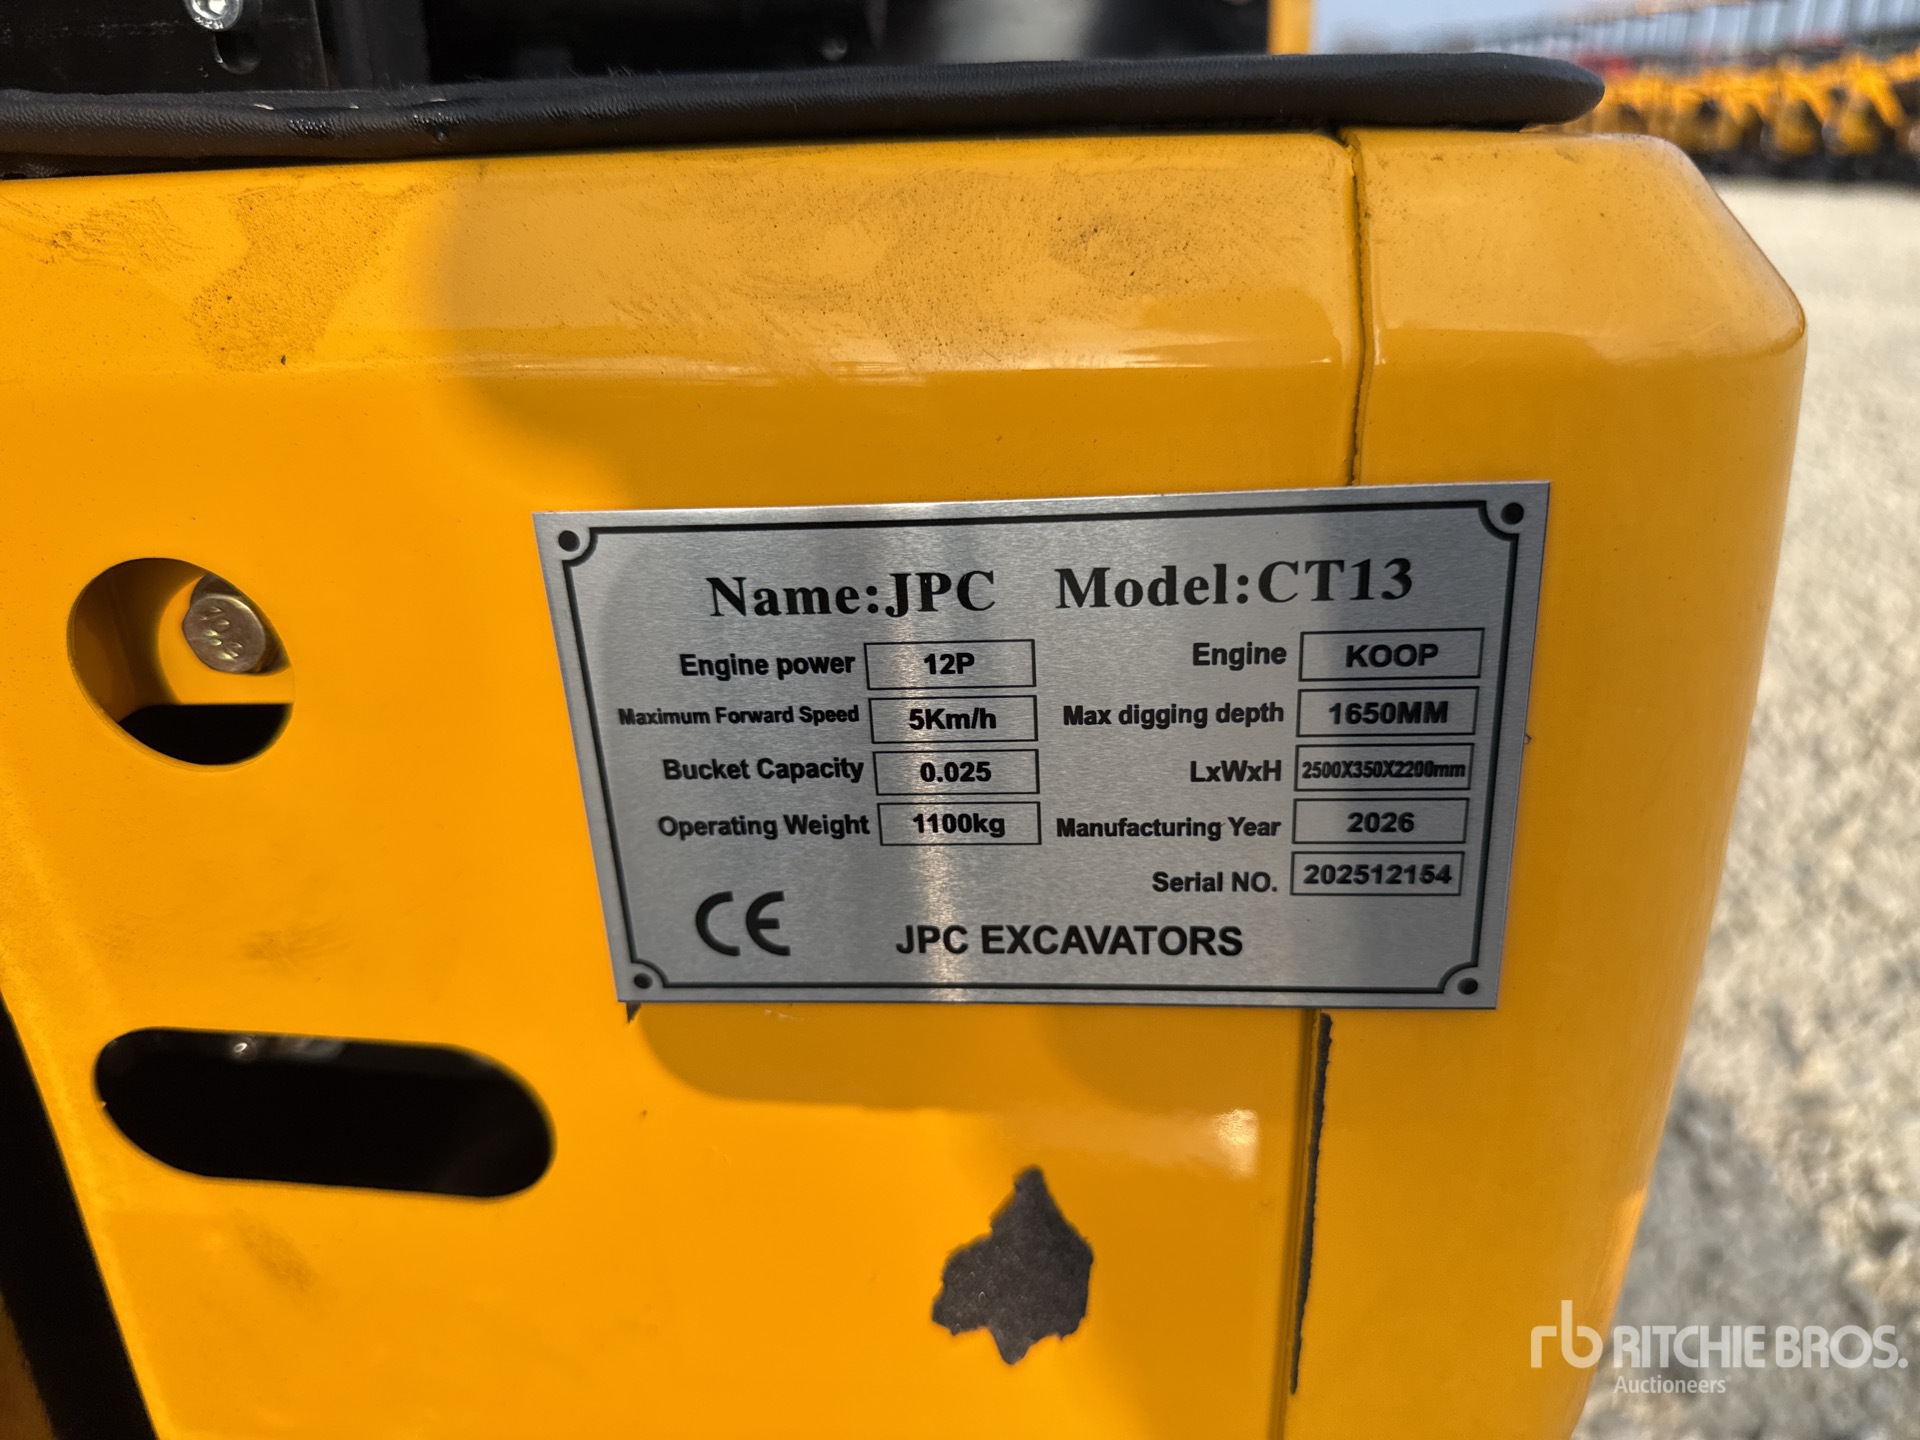 Name:JPC Model:CT13
Engine power 12P Engine KOOP
Maximum Forward Speed 5Km/h Max digging depth 1650MM
Bucket Capacity 0.025 LxWxH 2500X350X2200mm
Operating Weight 1100kg Manufacturing Year 2026
Serial NO. 202512154
CE JPC EXCAVATORS
rb RITCHIE BROS.
Auctioneers